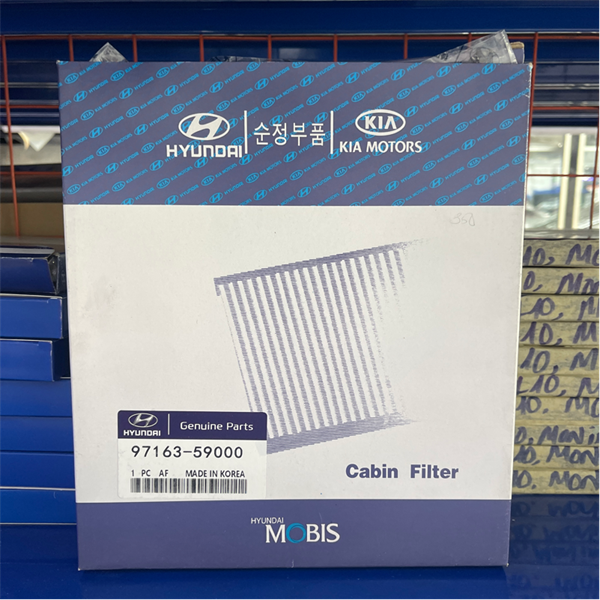 HYUNDAI
순정부품
KIA
KIA MOTORS
HYUNDAI
Genuine Parts
97163-59000
1 PC AF MADE IN KOREA
Cabin Filter
HYUNDAI
MOBIS